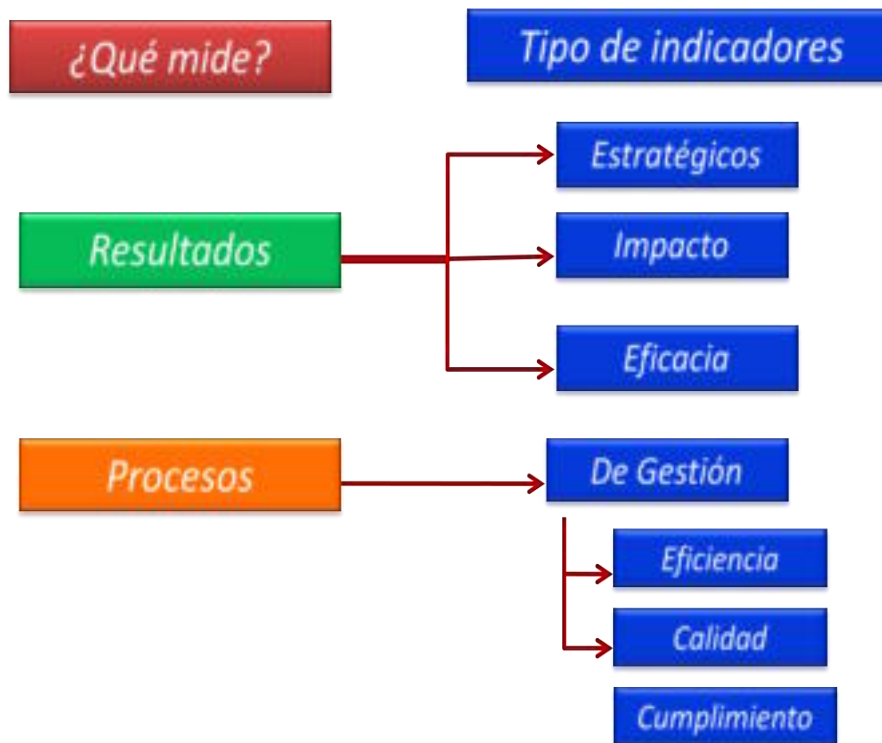 ¿Qué mide?
Tipo de indicadores
Estratégicos
Resultados
Impacto
Eficacia
Procesos
De Gestión
Eficiencia
Calidad
Cumplimiento